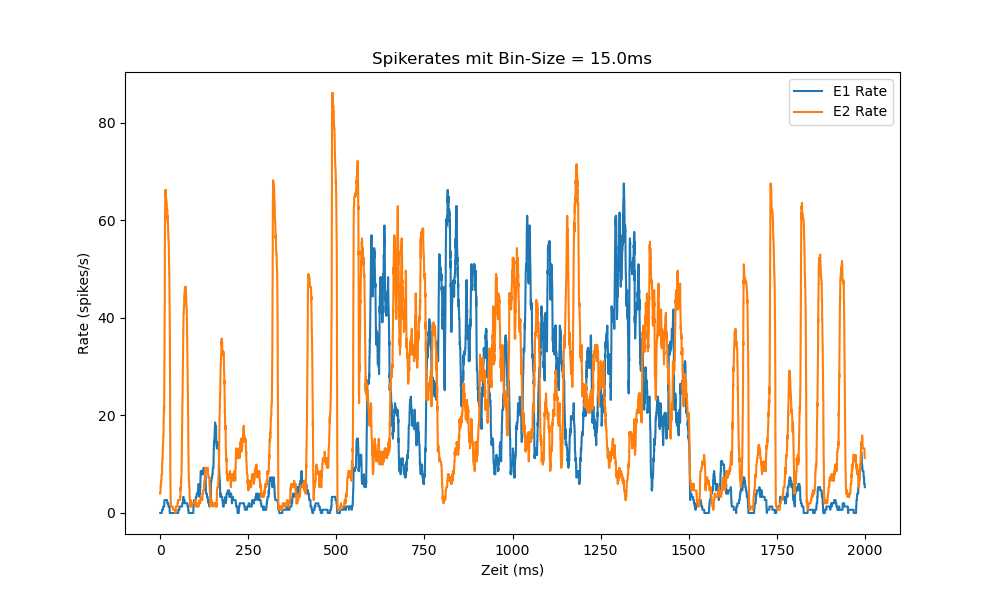 Spikerates mit Bin-Size = 15.0ms
E1 Rate
E2 Rate
80
60
40
20
0
Rate (spikes/s)
0 250 500 750 1000 1250 1500 1750 2000
Zeit (ms)